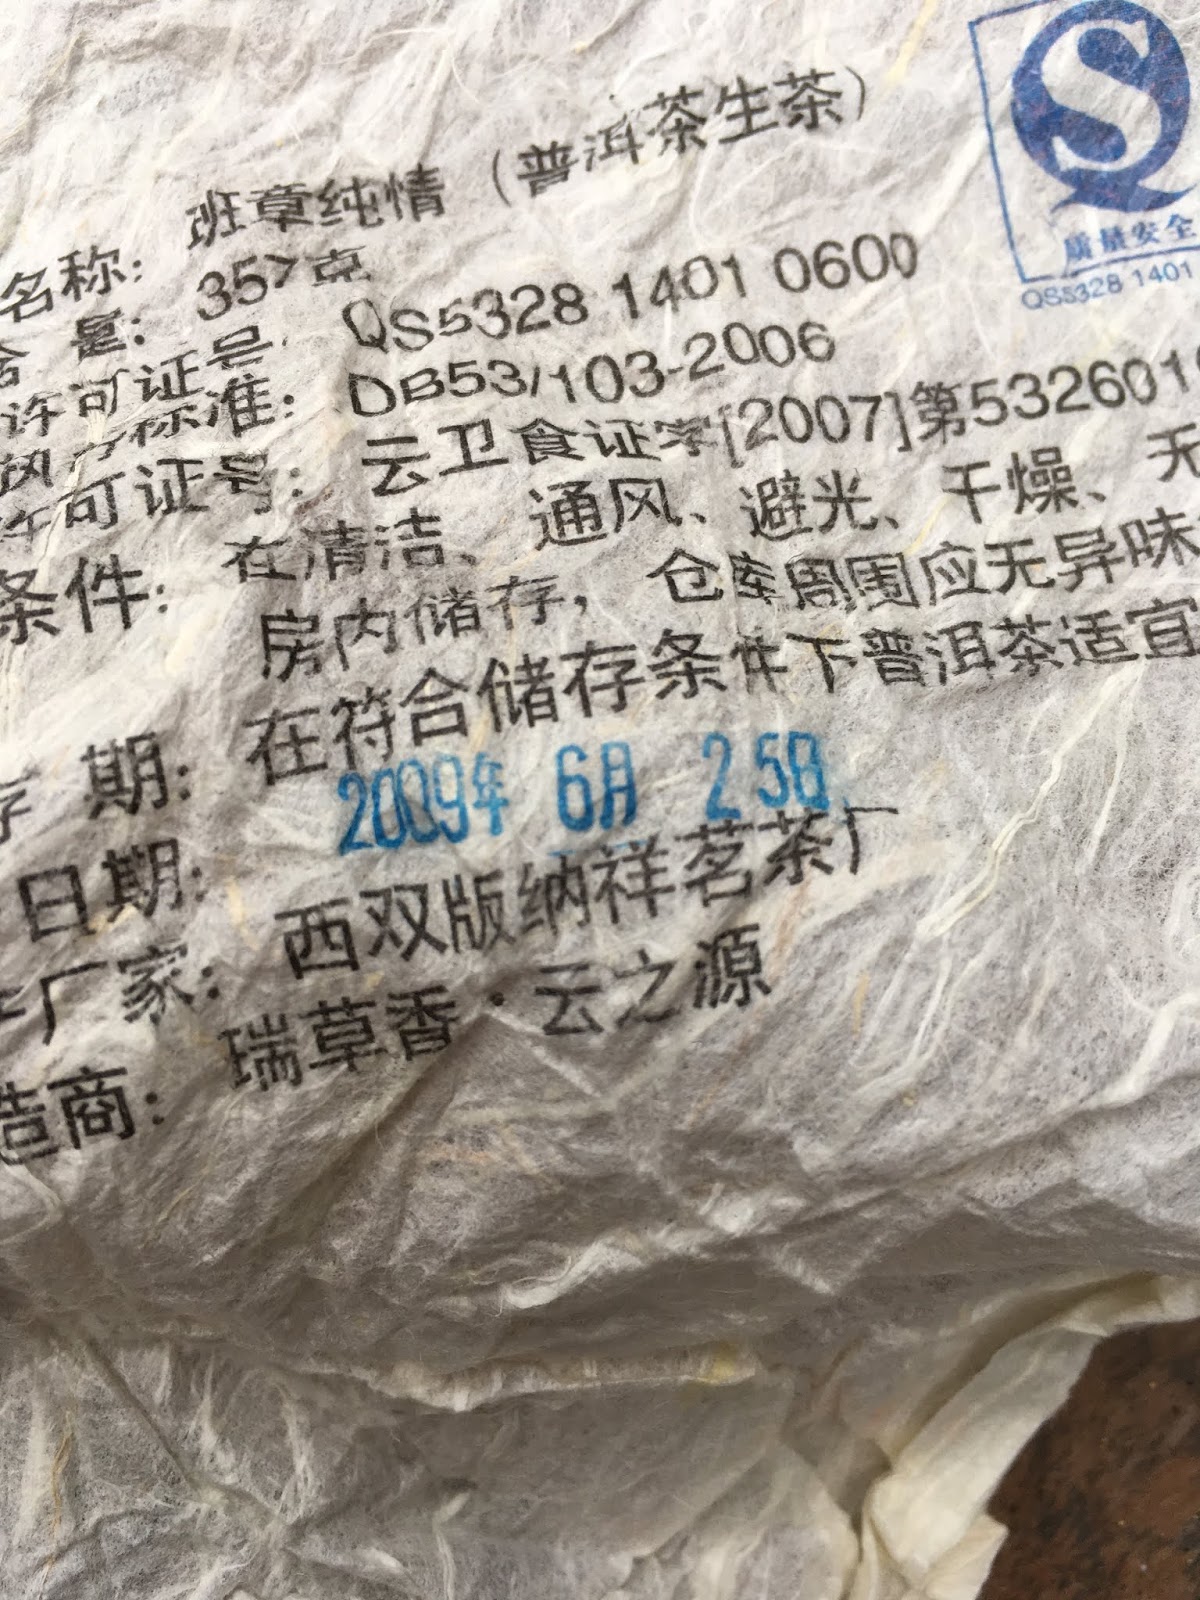 名称：班章纯情（普洱茶生茶）
含 量：357克
许可证号：QS5328 1401 0600
执行标准：DB53/103-2006
许可证号：云卫食证字[2007]第532601
条件：在清洁、通风、避光、干燥、无
房内储存，仓库周围应无异味
存 期：在符合储存条件下普洱茶适宜
日期：2009年 6月 25日
厂家：西双版纳祥茗茶厂
造商：瑞草香·云之源
S
质量安全
QS5328 1401